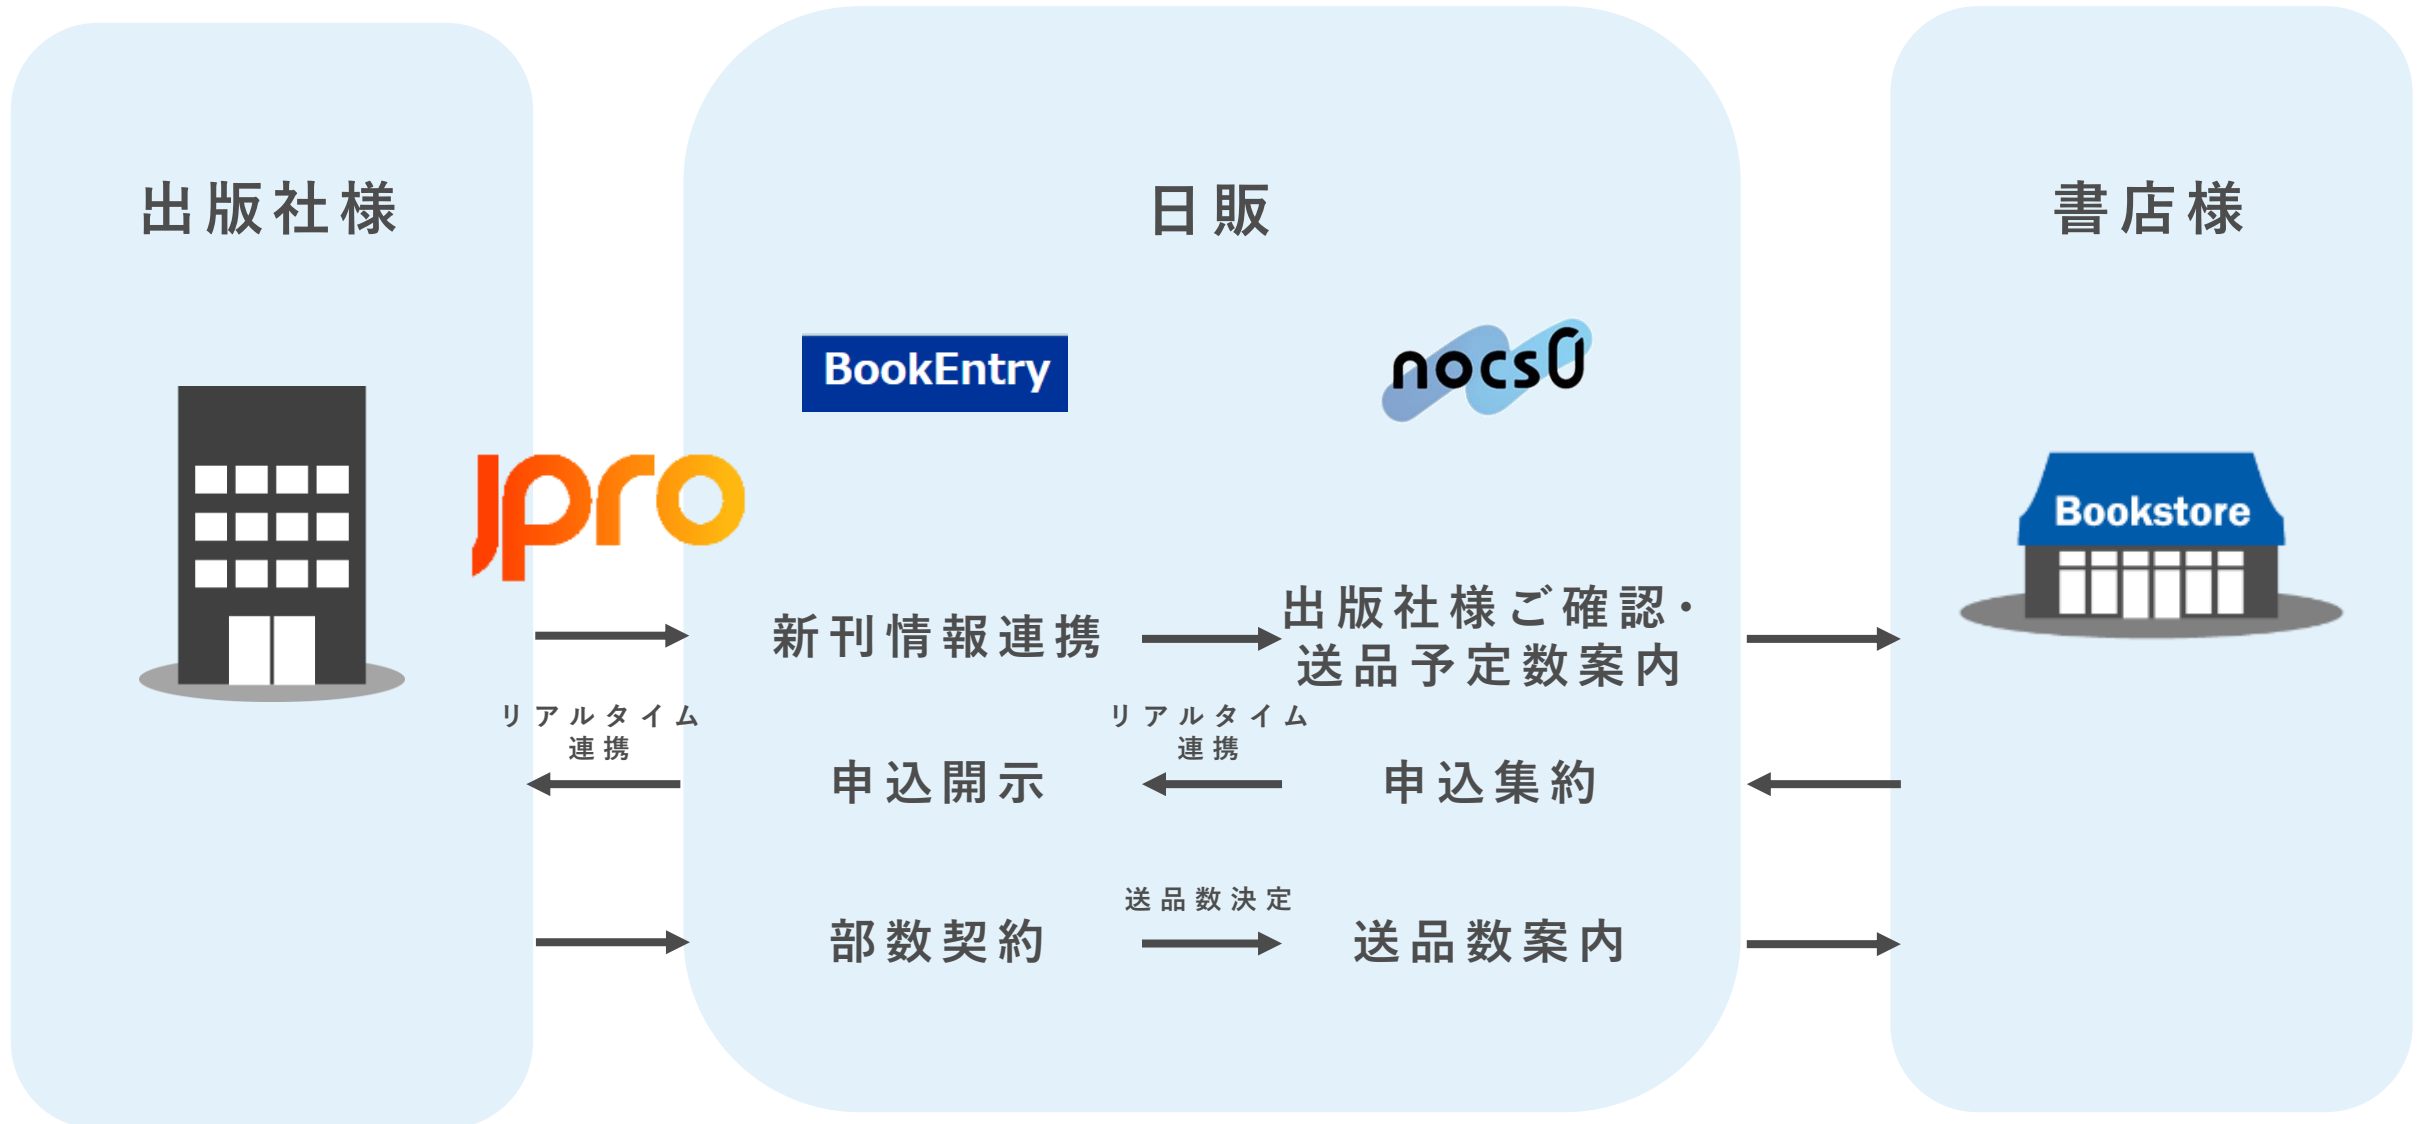 出版社様
日販
書店様
BookEntry
nocs0
jpro
Bookstore
新刊情報連携
出版社様ご確認・
送品予定数案内
リアルタイム
連携
リアルタイム
連携
申込開示
申込集約
送品数決定
部数契約
送品数案内